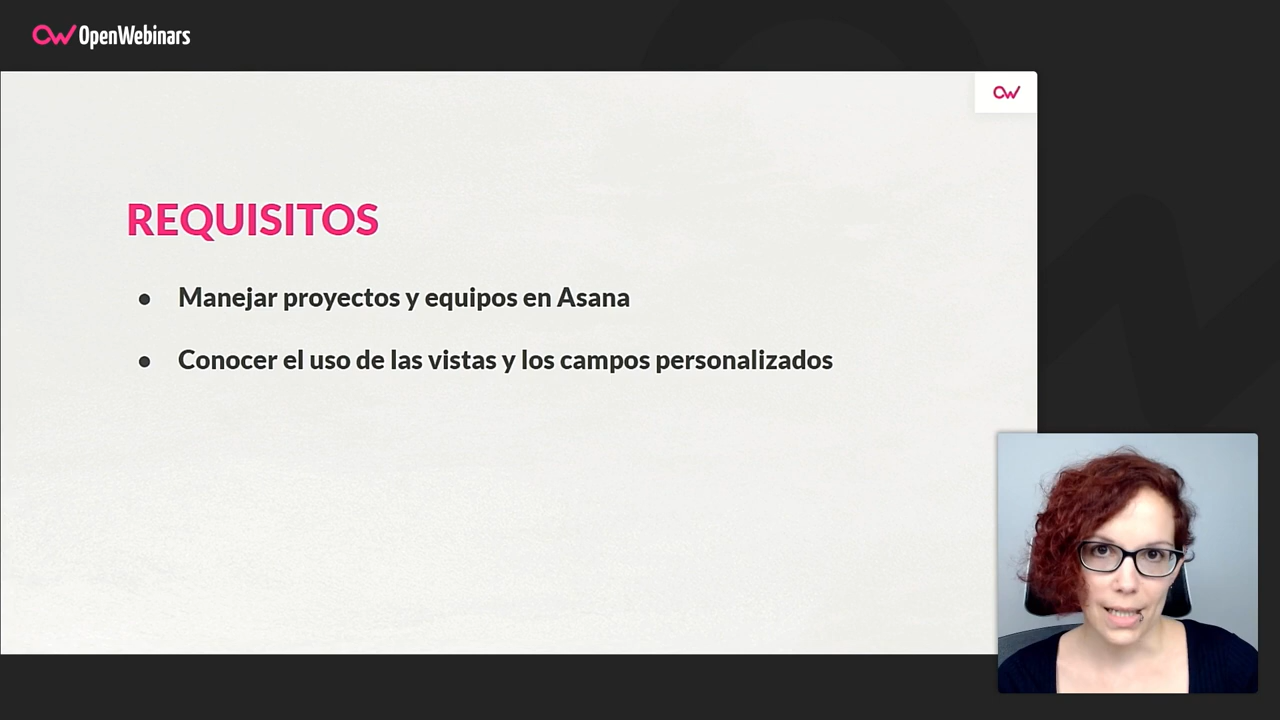 OpenWebinars
REQUISITOS
● Manejar proyectos y equipos en Asana
● Conocer el uso de las vistas y los campos personalizados